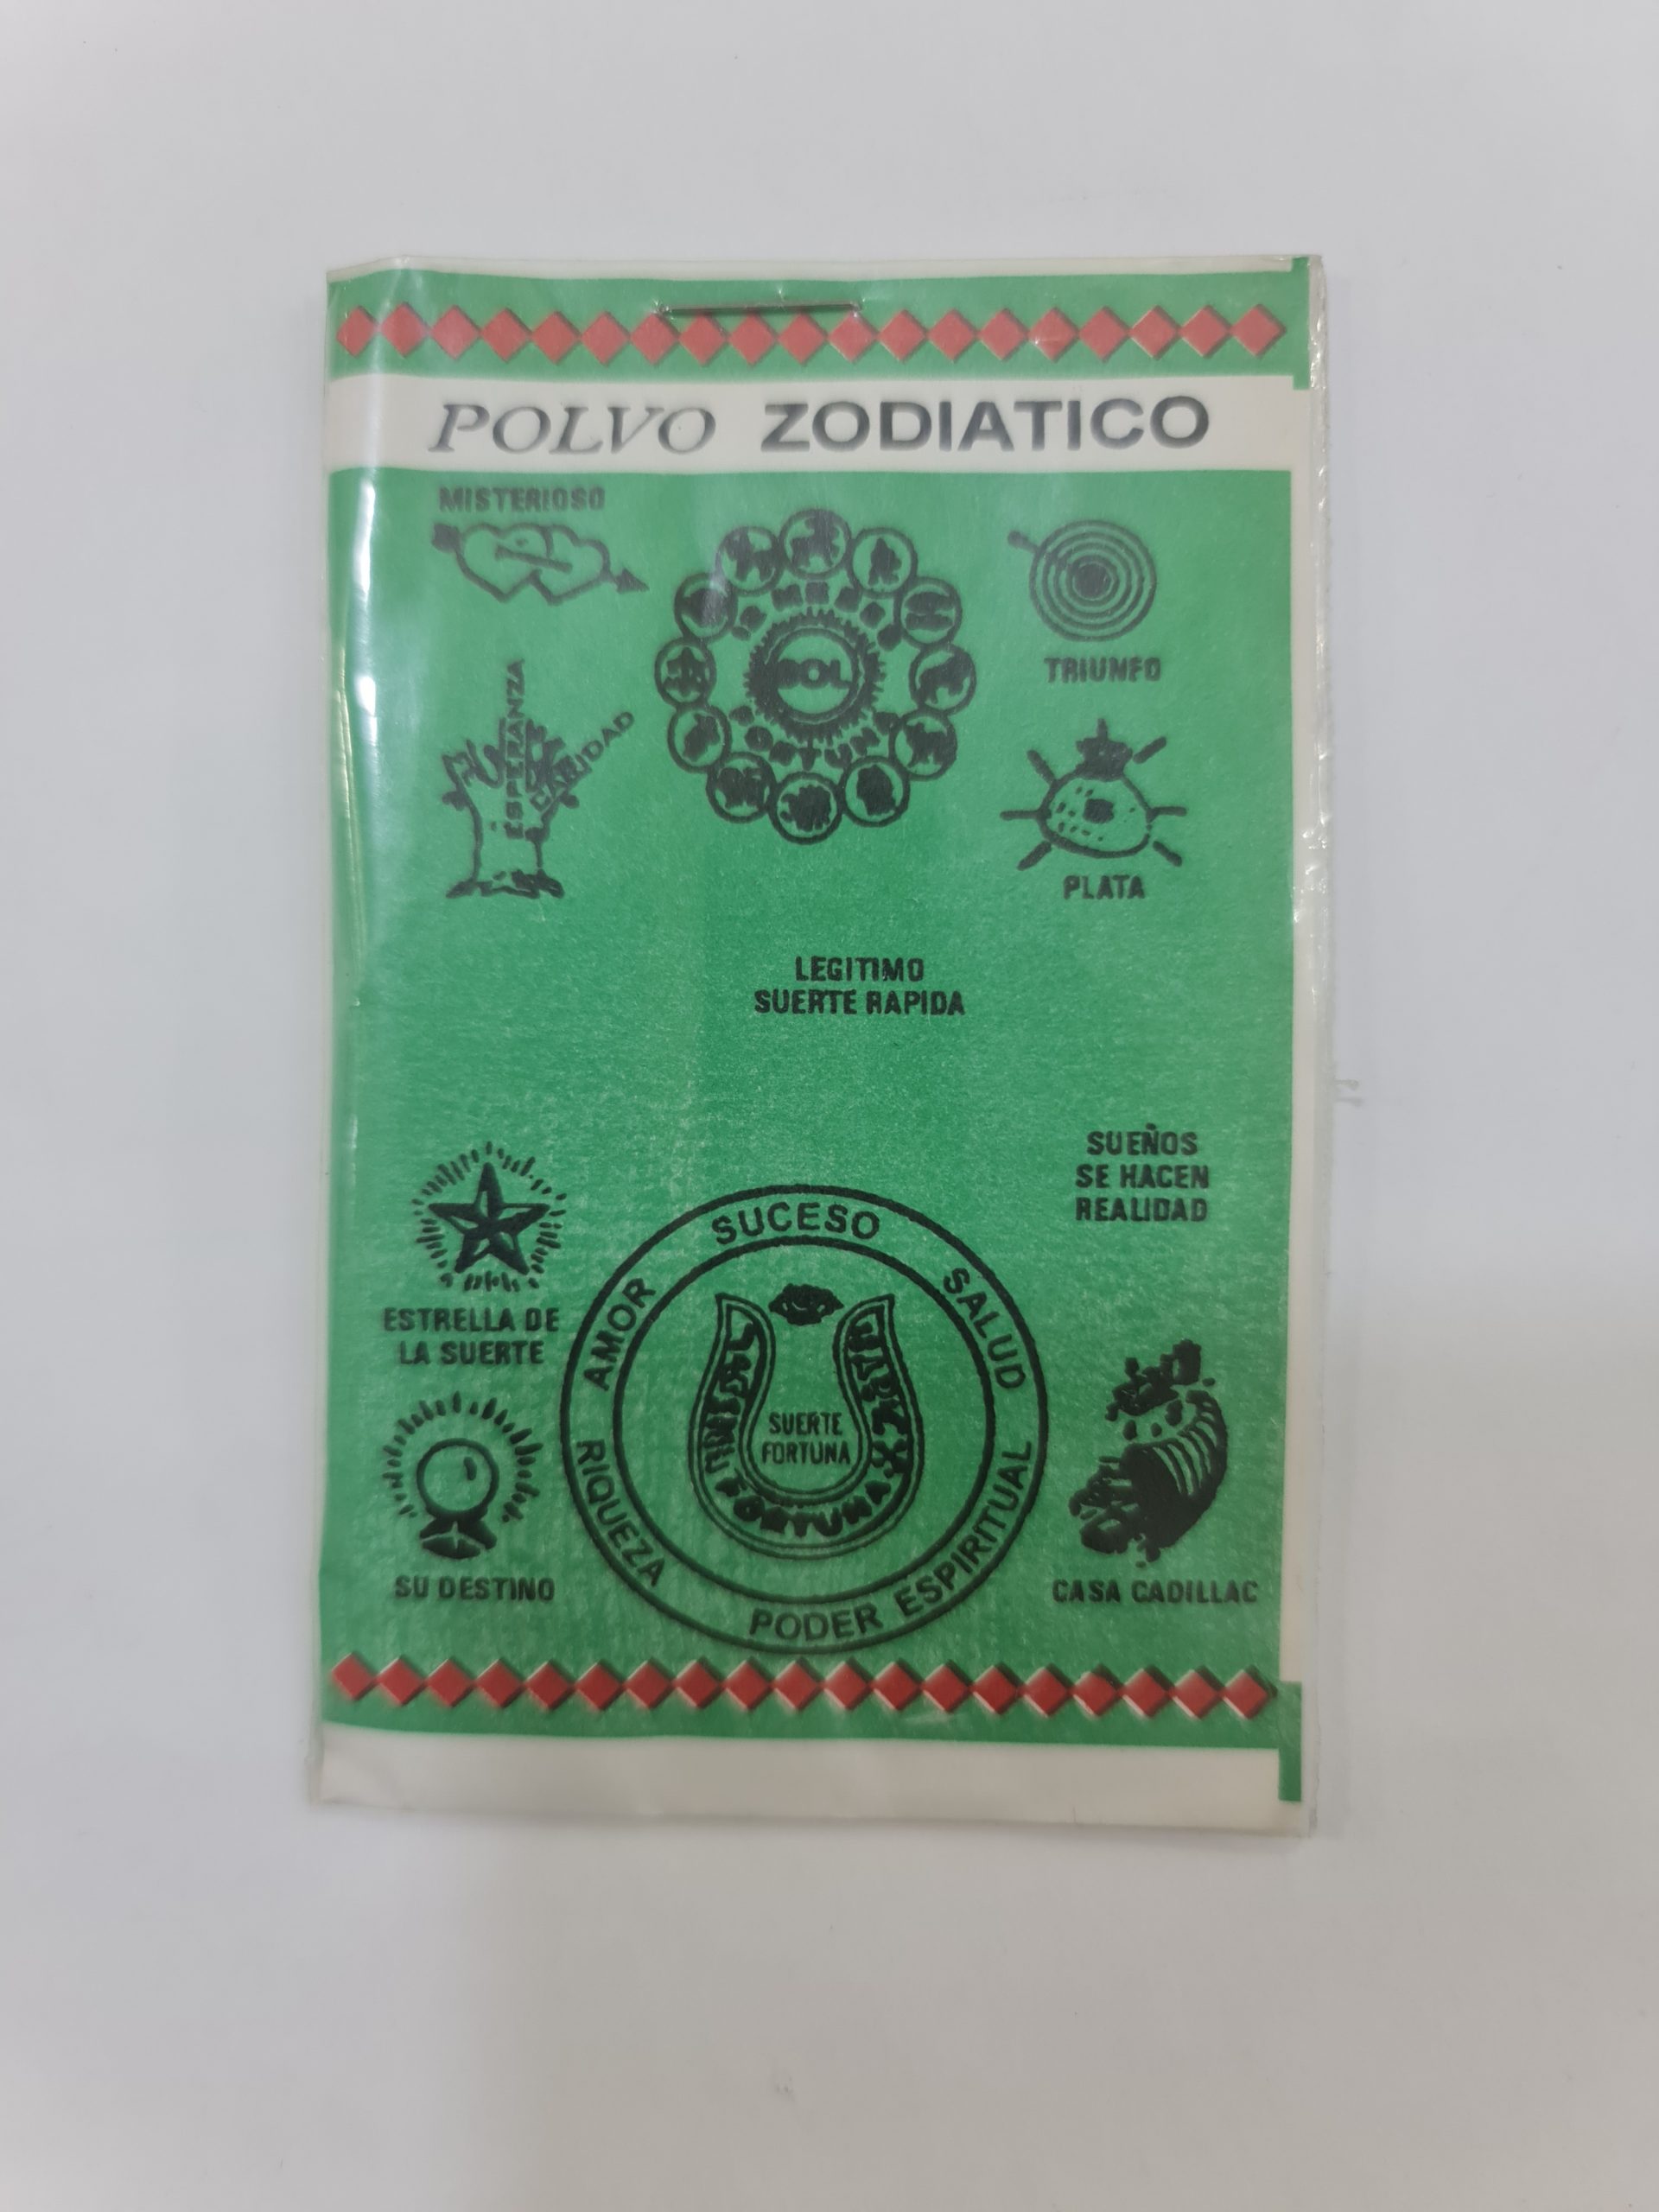 POLVO ZODIATICO
MISTERIOSO
SOL
TRIUNFO
ESPERANZA
PLATA
LEGITIMO
SUERTE RAPIDA
SUEÑOS
SE HACEN
REALIDAD
ESTRELLA DE
LA SUERTE
SUCESO
AMOR
SALUD
SUERTE
FORTUNA
FORTUNA
RIQUEZA
PODER ESPIRITUAL
SU DESTINO
CASA CADILLAC